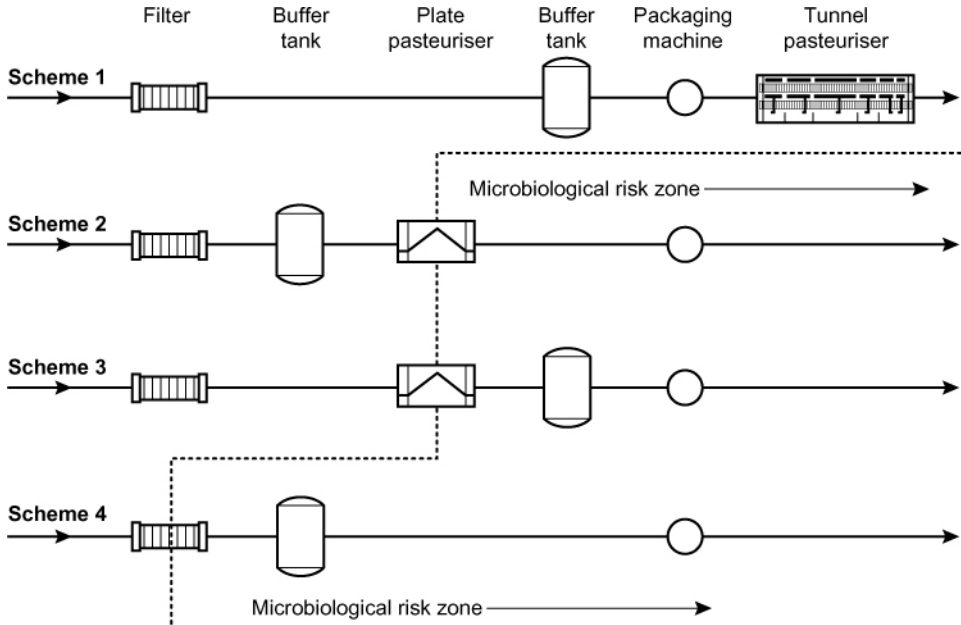 Filter
Buffer
tank
Plate
pasteuriser
Buffer
tank
Packaging
machine
Tunnel
pasteuriser
Scheme 1
Microbiological risk zone
Scheme 2
Scheme 3
Scheme 4
Microbiological risk zone